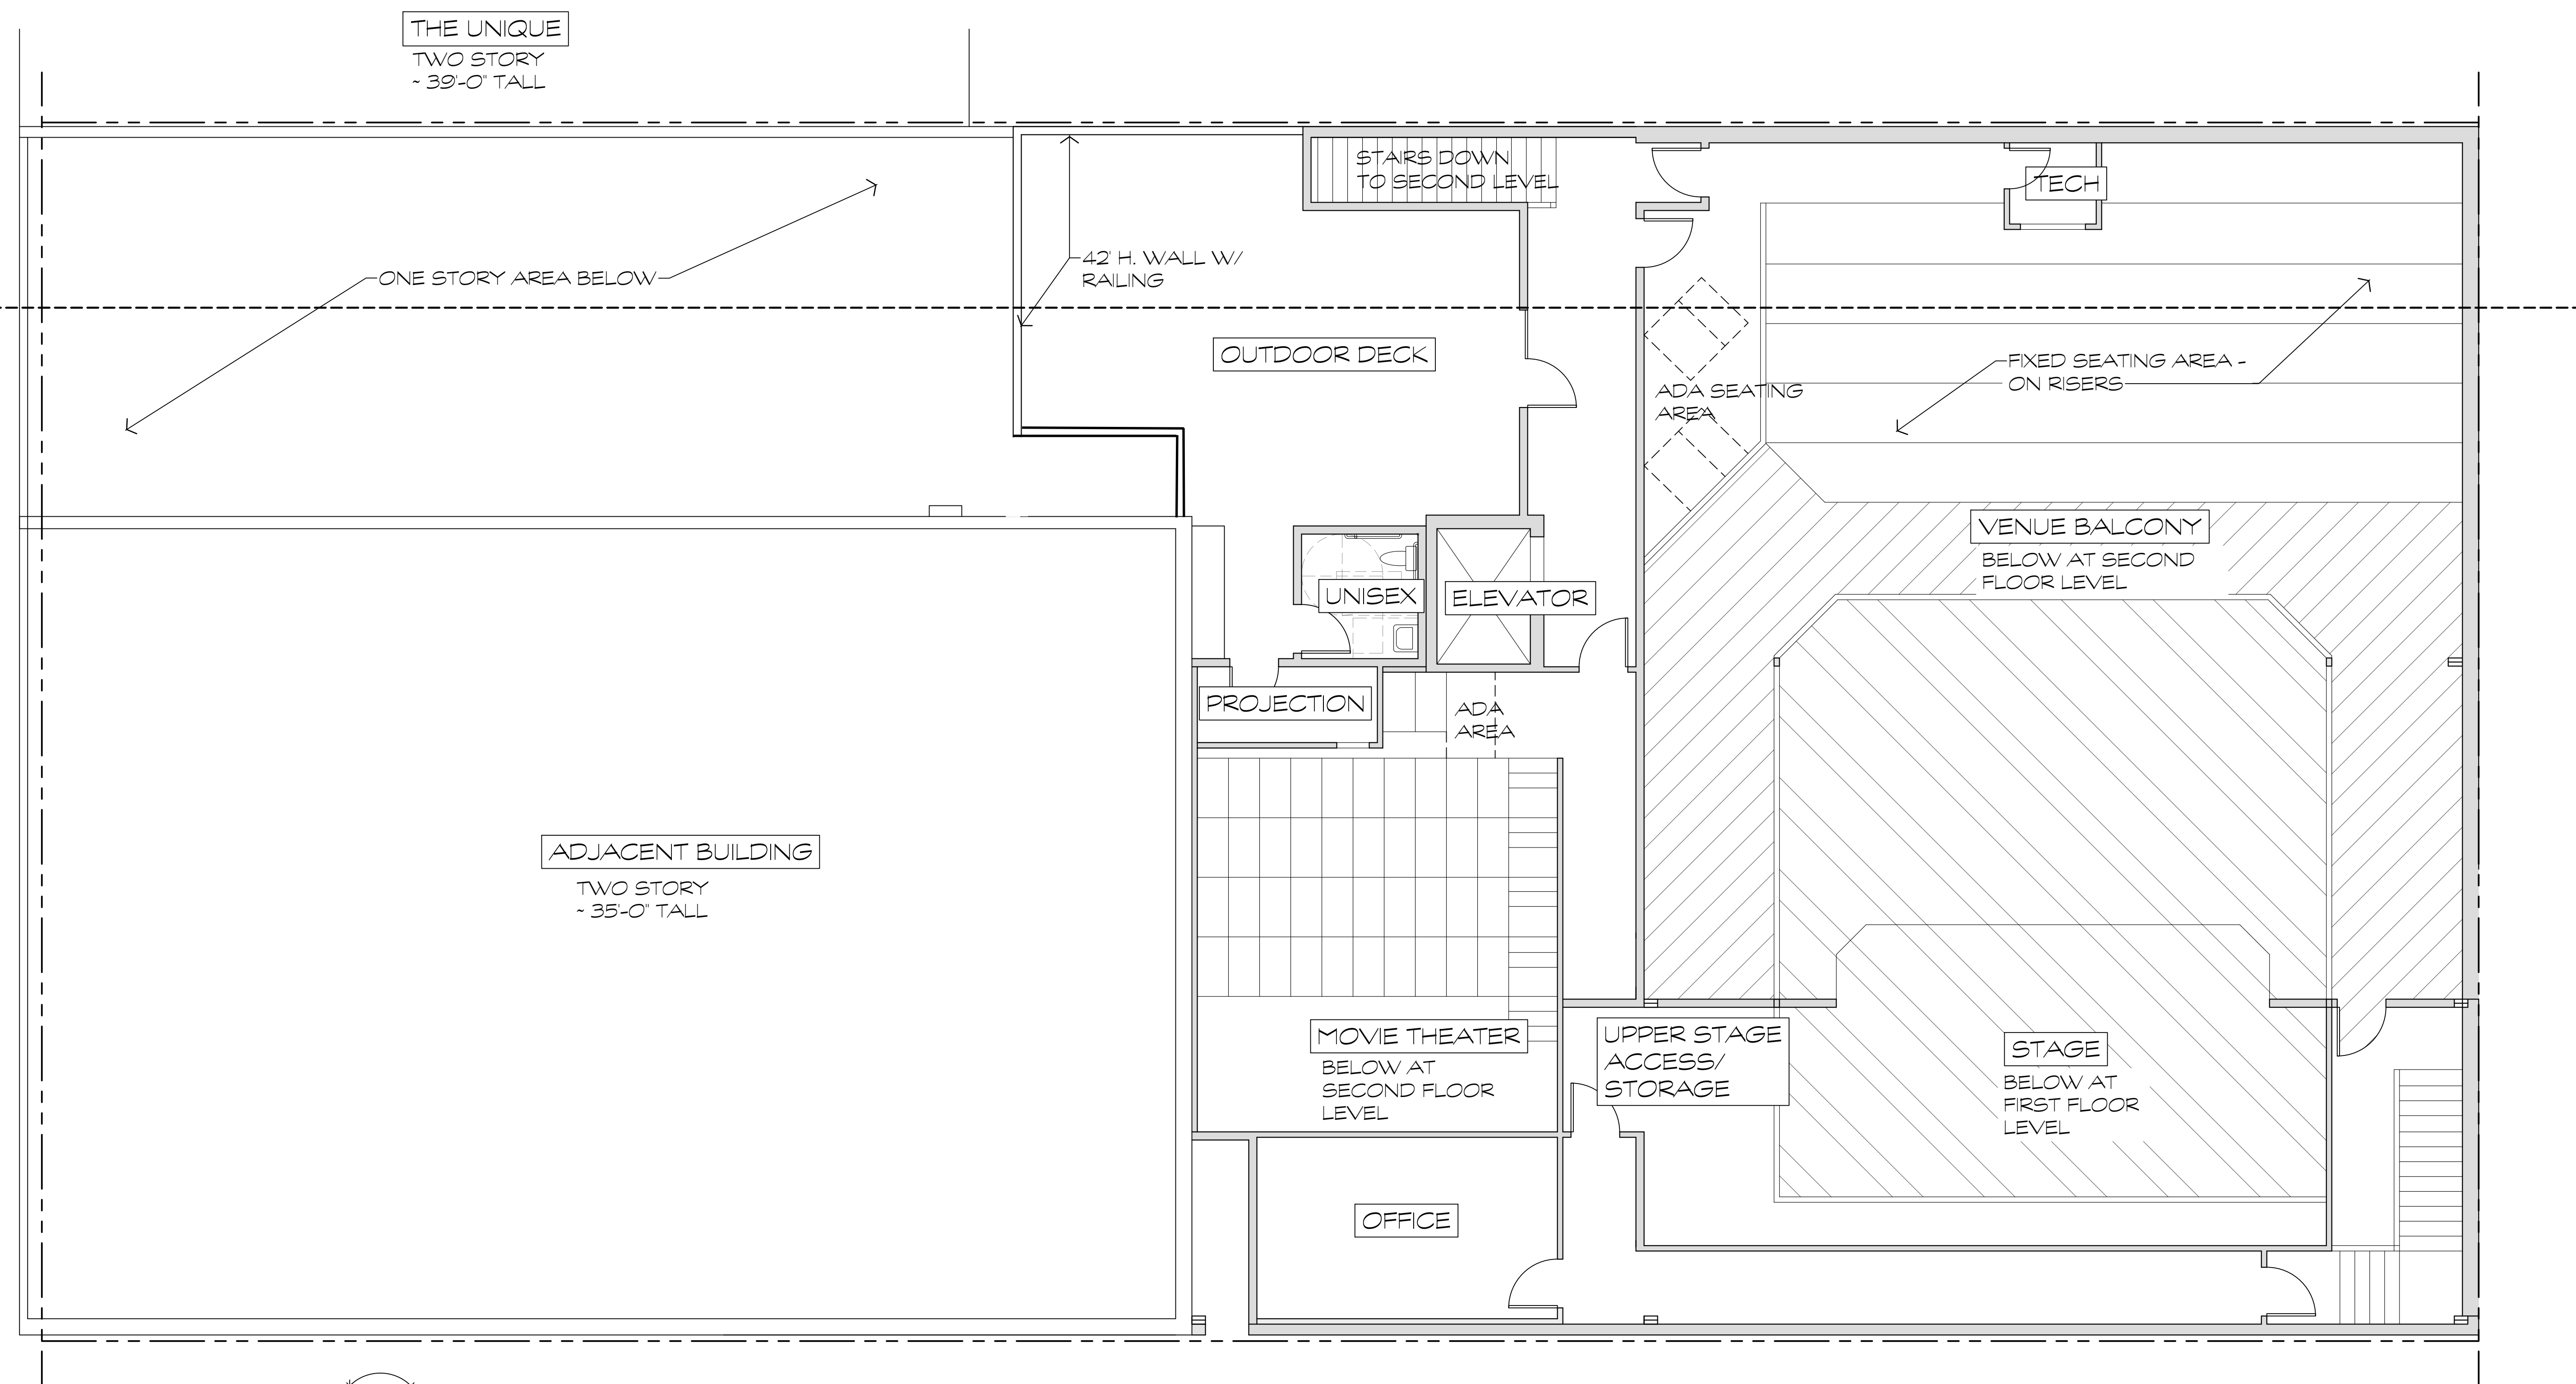 THE UNIQUE
TWO STORY
~ 39'-0" TALL
STAIRS DOWN
TO SECOND LEVEL
TECH
ONE STORY AREA BELOW
42' H. WALL W/
RAILING
OUTDOOR DECK
ADA SEATING
AREA
FIXED SEATING AREA -
ON RISERS
VENUE BALCONY
BELOW AT SECOND
FLOOR LEVEL
UNISEX
ELEVATOR
PROJECTION
ADA
AREA
ADJACENT BUILDING
TWO STORY
~ 35'-0" TALL
MOVIE THEATER
BELOW AT
SECOND FLOOR
LEVEL
UPPER STAGE
ACCESS/
STORAGE
STAGE
BELOW AT
FIRST FLOOR
LEVEL
OFFICE